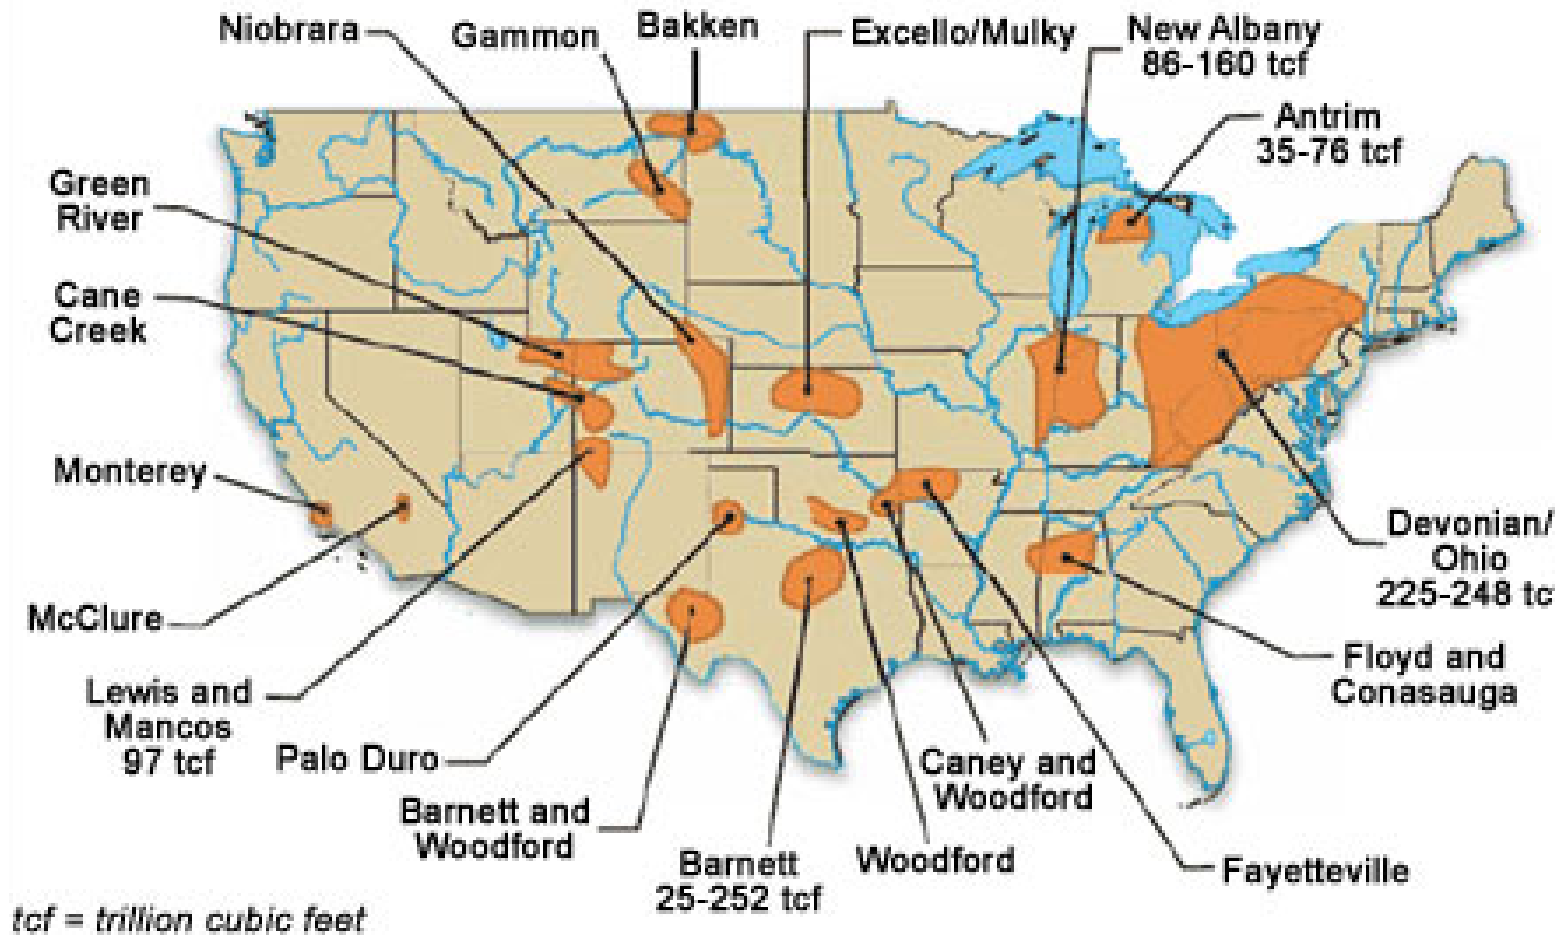 Niobrara
Gammon
Bakken
Excello/Mulky
New Albany
86-160 tcf
Antrim
35-76 tcf
Green
River
Cane
Creek
Monterey
McClure
Lewis and
Mancos
97 tcf
Palo Duro
Barnett and
Woodford
Barnett
25-252 tcf
Woodford
Caney and
Woodford
Fayetteville
Floyd and
Conasauga
Devonian/
Ohio
225-248 tc
tcf = trillion cubic feet